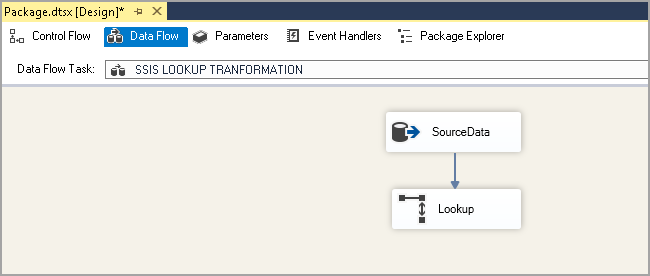 Package.dtsx [Design]*
Control Flow Data Flow Parameters Event Handlers Package Explorer
Data Flow Task: SSIS LOOKUP TRANFORMATION
SourceData
Lookup